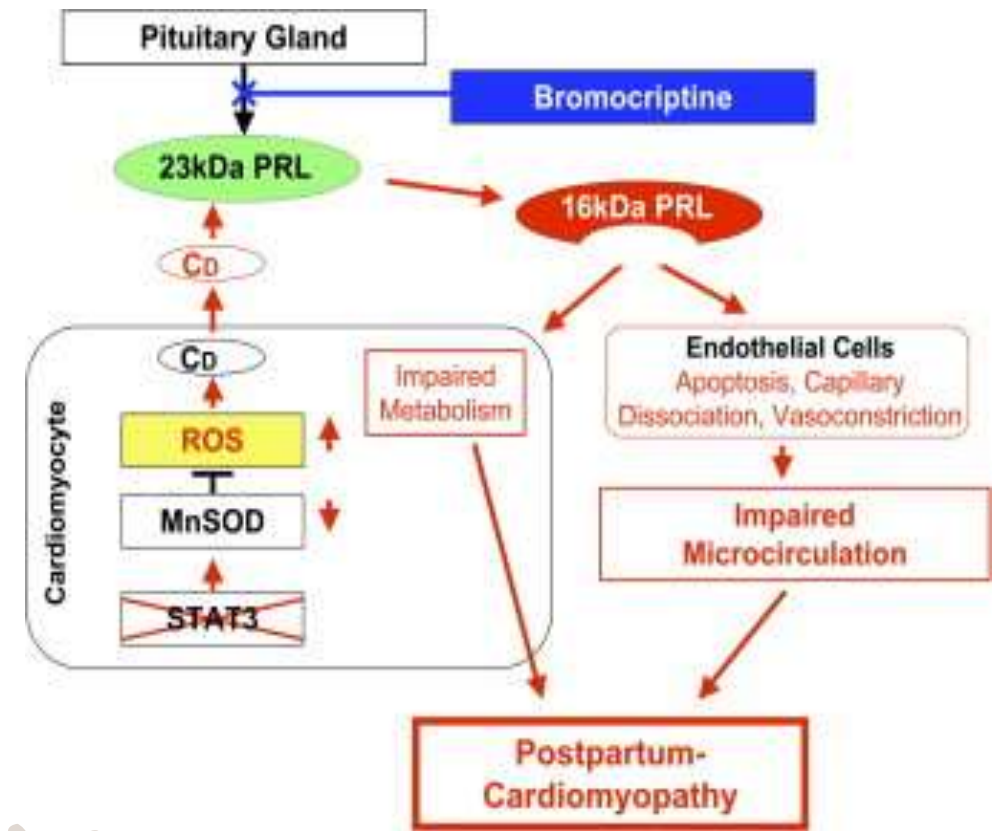 Pituitary Gland
Bromocriptine
23kDa PRL
16kDa PRL
CD
CD
Impaired
Metabolism
Endothelial Cells
Apoptosis, Capillary
Dissociation, Vasoconstriction
ROS
MnSOD
STAT3
Cardiomyocyte
Impaired
Microcirculation
Postpartum-
Cardiomyopathy